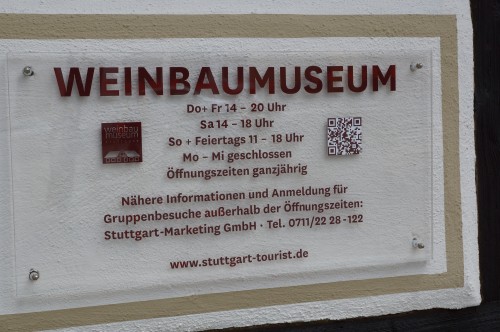 WEINBAUMUSEUM
Do+ Fr 14 – 20 Uhr
Sa 14 – 18 Uhr
So + Feiertags 11 – 18 Uhr
Mo – Mi geschlossen
Öffnungszeiten ganzjährig
Nähere Informationen und Anmeldung für
Gruppenbesuche außerhalb der Öffnungszeiten:
Stuttgart-Marketing GmbH · Tel. 0711/22 28-122
www.stuttgart-tourist.de